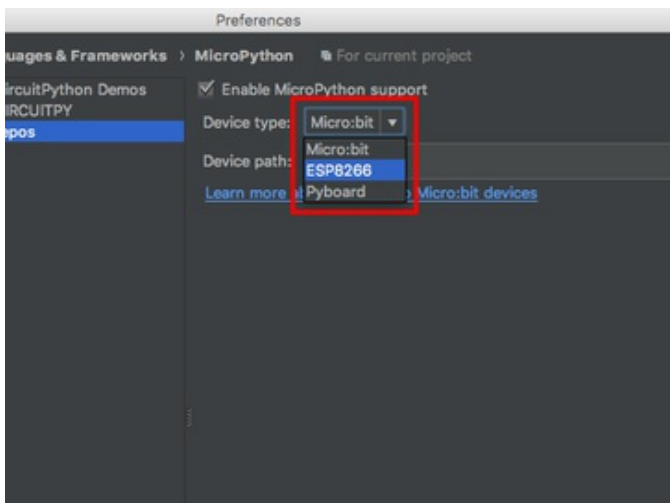 Preferences
uages & Frameworks › MicroPython For current project
ircuitPython Demos
IRCUITPY
epos
Enable MicroPython support
Device type: Micro:bit
Micro:bit
Device path:
ESP8266
Pyboard
Learn more Micro:bit devices